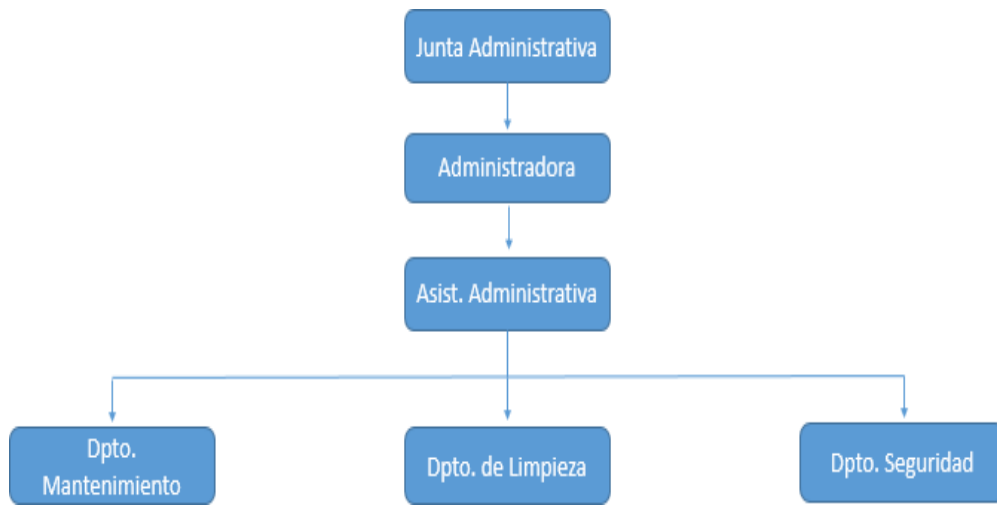 Junta Administrativa
Administradora
Asist. Administrativa
Dpto.
Mantenimiento
Dpto. de Limpieza
Dpto. Seguridad